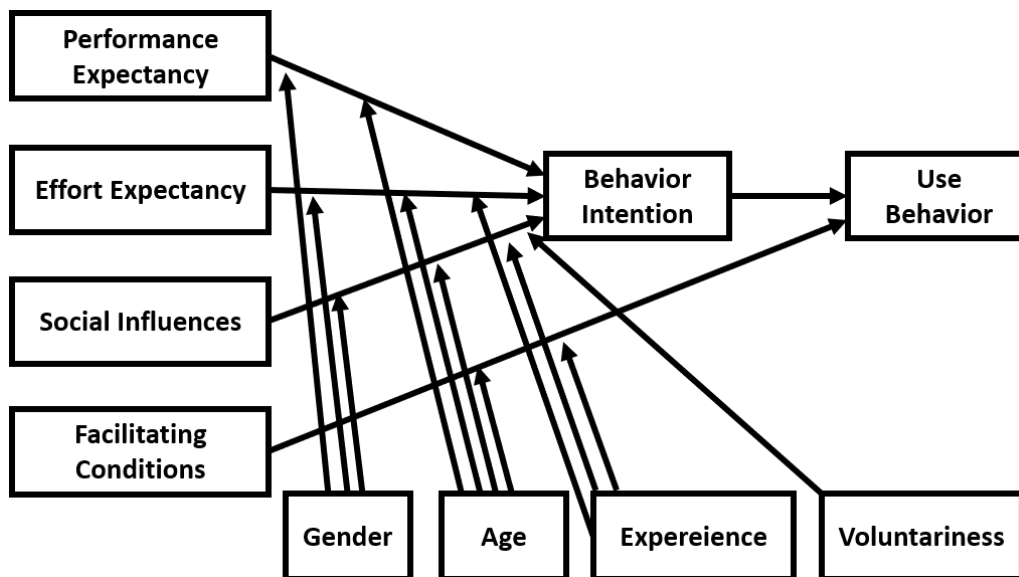 Performance
Expectancy
Effort Expectancy
Behavior
Intention
Use
Behavior
Social Influences
Facilitating
Conditions
Gender
Age
Expereience
Voluntariness